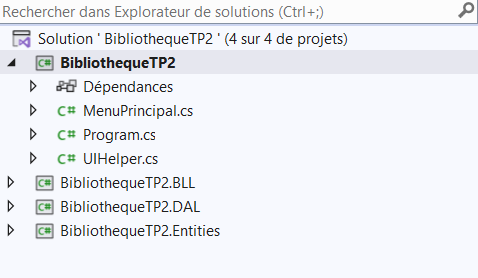 Rechercher dans Explorateur de solutions (Ctrl+;)
Solution ' BibliothequeTP2 ' (4 sur 4 de projets)
C# BibliothequeTP2
Dépendances
C# MenuPrincipal.cs
C# Program.cs
C# UIHelper.cs
C# BibliothequeTP2.BLL
C# BibliothequeTP2.DAL
C# BibliothequeTP2.Entities